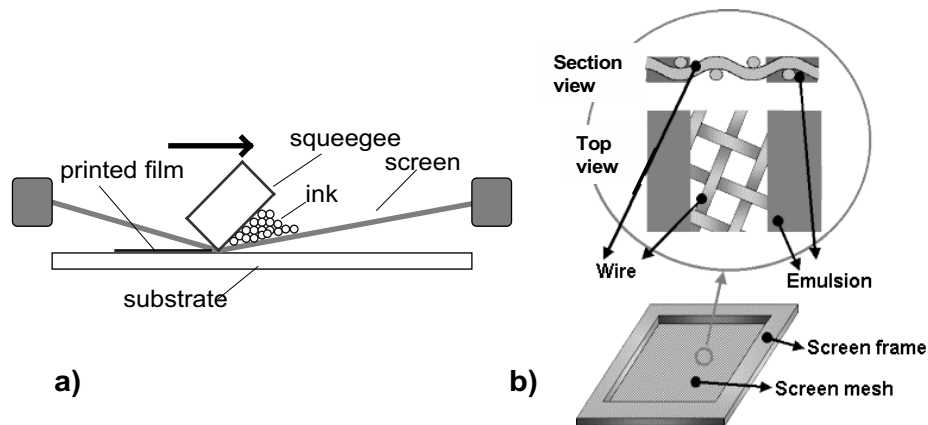 squeegee
printed film
screen
ink
substrate
a)
Section
view
Top
view
Wire
Emulsion
Screen frame
Screen mesh
b)